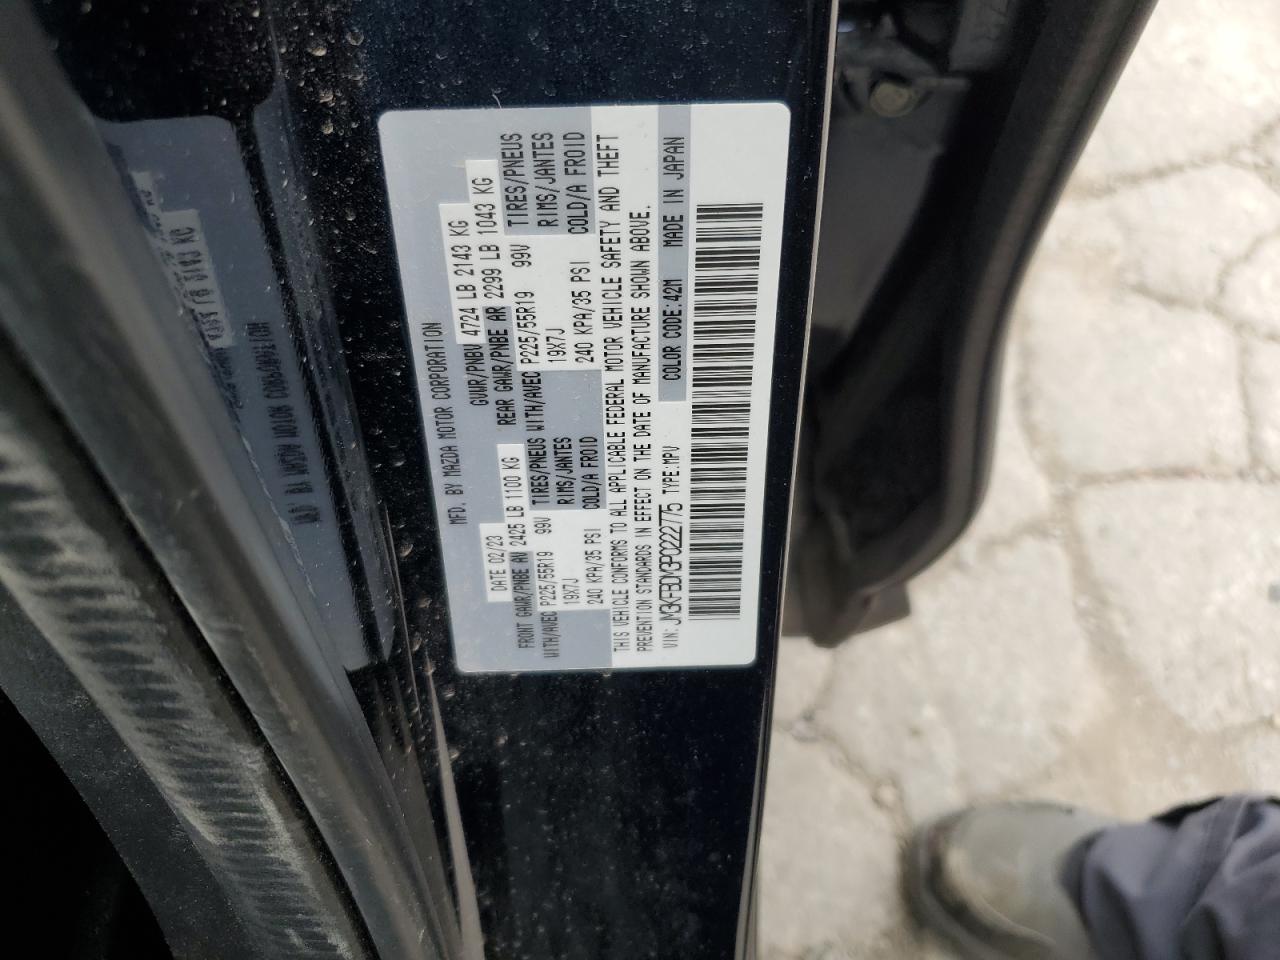 MFD. BY MAZDA MOTOR CORPORATION
DATE 02/23 GVWR/PNBV 4724 LB 2143 KG
FRONT GAWR/PNBE AV 2425 LB 1100 KG REAR GAWR/PNBE AR 2299 LB 1043 KG
WITH/AVEC P225/55R19 99V TIRES/PNEUS WITH/AVEC P225/55R19 99V TIRES/PNEUS
19X7J RIMS/JANTES 19X7J RIMS/JANTES
240 KPA/35 PSI COLD/A FROID 240 KPA/35 PSI COLD/A FROID
THIS VEHICLE CONFORMS TO ALL APPLICABLE FEDERAL MOTOR VEHICLE SAFETY AND THEFT
PREVENTION STANDARDS IN EFFECT ON THE DATE OF MANUFACTURE SHOWN ABOVE.
VIN: JM3KFBDY3P0222775 TYPE:MPV COLOR CODE:42M MADE IN JAPAN